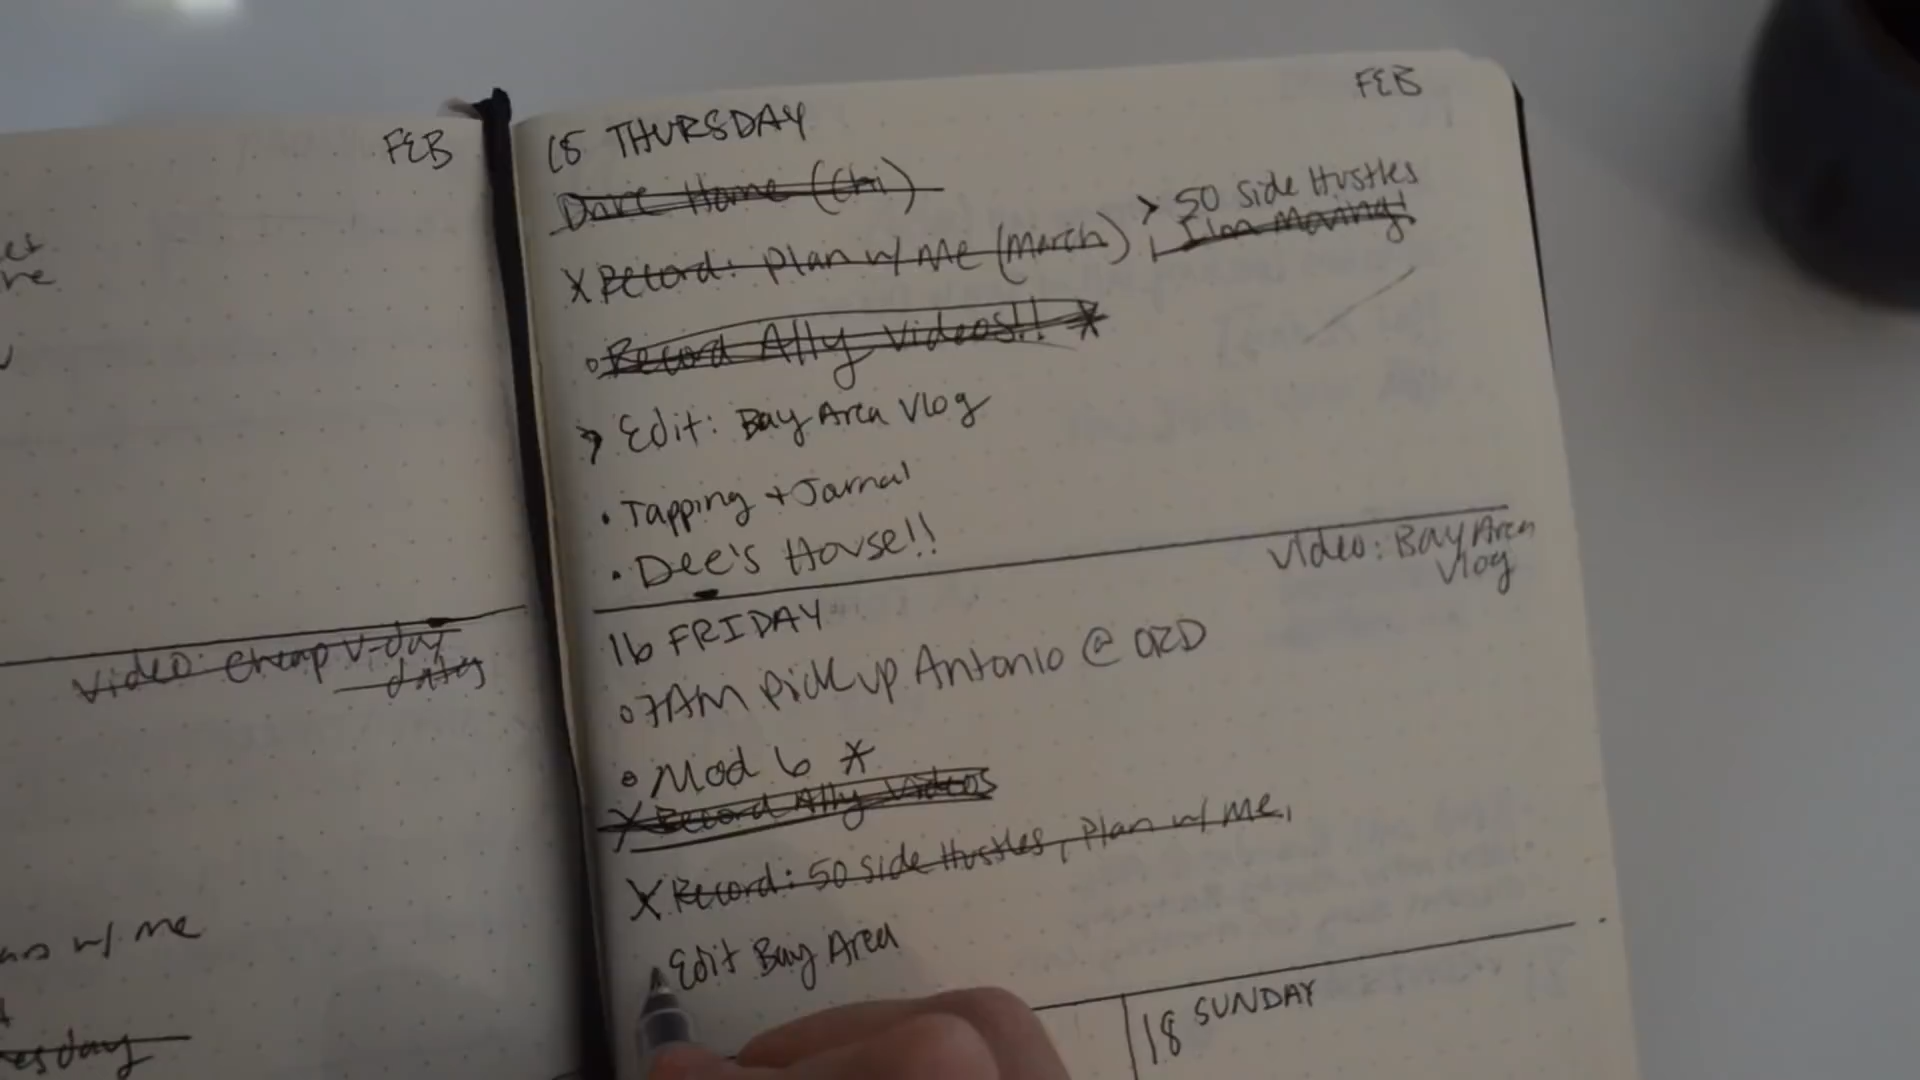 FEB
video: cheap V-day
dates
w/ me
FEB
15 THURSDAY
Drive Home (Chi)
X Record: Plan w/ Me (March)
> 50 side Hustles
I'm Moving!
Record Ally Videos!! *
> Edit: Bay Area Vlog
• Tapping + Journal
• Dee's House!!
Video: Bay Area
Vlog
16 FRIDAY
7AM Pick up Antonio @ ORD
Mod 6 *
X Record Ally Videos
X Record: 50 side Hustles, Plan w/ Me,
Edit Bay Area
18 SUNDAY